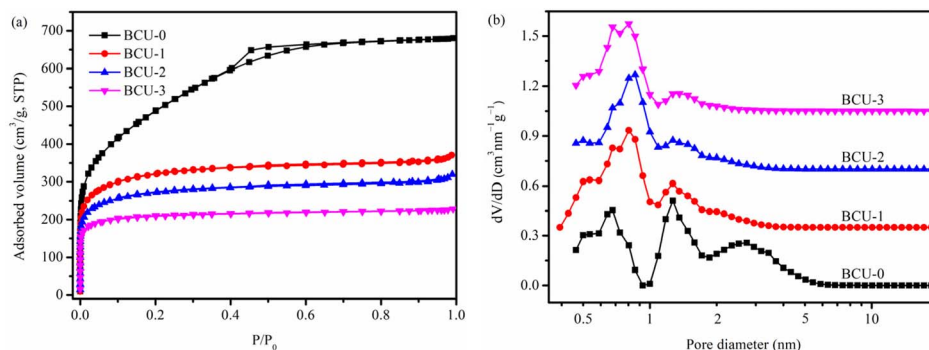 (a)
BCU-0
BCU-1
BCU-2
BCU-3
Adsorbed volume (cm³/g, STP)
700
600
500
400
300
200
100
0
0.0 0.2 0.4 0.6 0.8 1.0
P/P₀
(b)
BCU-3
BCU-2
BCU-1
BCU-0
dV/dD (cm³ nm⁻¹g⁻¹)
1.5
1.2
0.9
0.6
0.3
0.0
0.5 1 10
Pore diameter (nm)